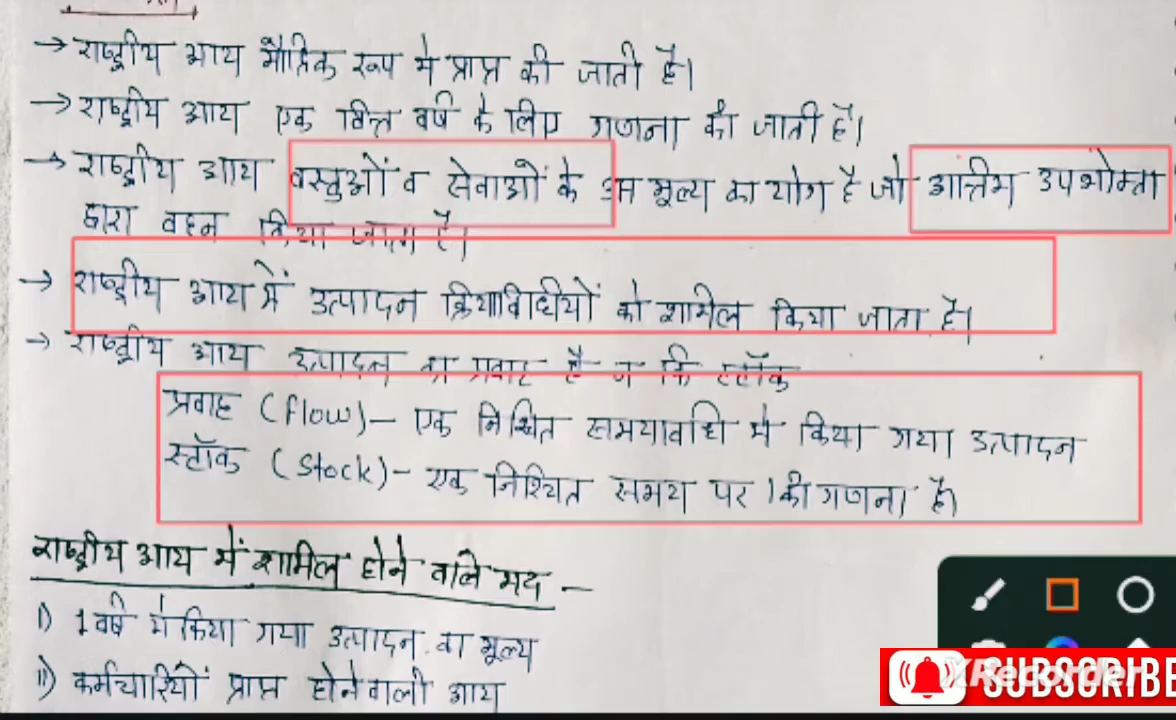 → राष्ट्रीय आय मौद्रिक रूप मे प्राप्त की जाती है।
→ राष्ट्रीय आय एक वित्त वर्ष के लिए गणना की जाती है।
→ राष्ट्रीय आय वस्तुओं व सेवाओं के मूल्य का योग है जो अन्तिम उपभोक्ता
द्वारा वहन किया जाता है।
→ राष्ट्रीय आय में उत्पादन क्रियाविधीयों को शामिल किया जाता है।
→ राष्ट्रीय आय उत्पादन का प्रवाह है न कि स्टॉक
प्रवाह (flow) – एक निश्चित समयावधि मे किया गया उत्पादन
स्टॉक (Stock) – एक निश्चित समय पर की गणना है।
राष्ट्रीय आय में शामिल होने वाले मद –
i) 1 वर्ष मे किया गया उत्पादन का मूल्य
ii) कर्मचारियों प्राप्त होने वाली आय
XRecorder
SUBSCRIBE